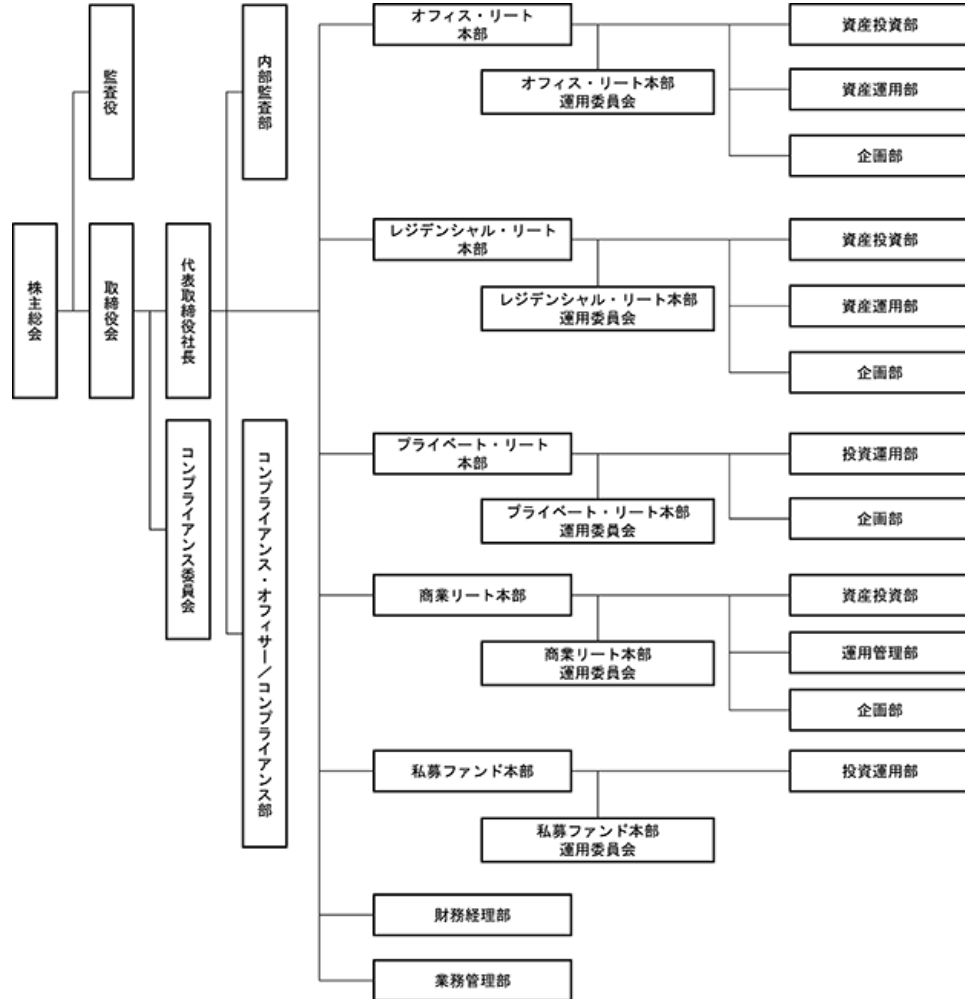 株主総会
監査役
取締役会
代表取締役社長
コンプライアンス委員会
内部監査部
コンプライアンス・オフィサー／コンプライアンス部
オフィス・リート
本部
オフィス・リート本部
運用委員会
資産投資部
資産運用部
企画部
レジデンシャル・リート
本部
レジデンシャル・リート本部
運用委員会
資産投資部
資産運用部
企画部
プライベート・リート
本部
プライベート・リート本部
運用委員会
投資運用部
企画部
商業リート本部
商業リート本部
運用委員会
資産投資部
運用管理部
企画部
私募ファンド本部
私募ファンド本部
運用委員会
投資運用部
財務経理部
業務管理部